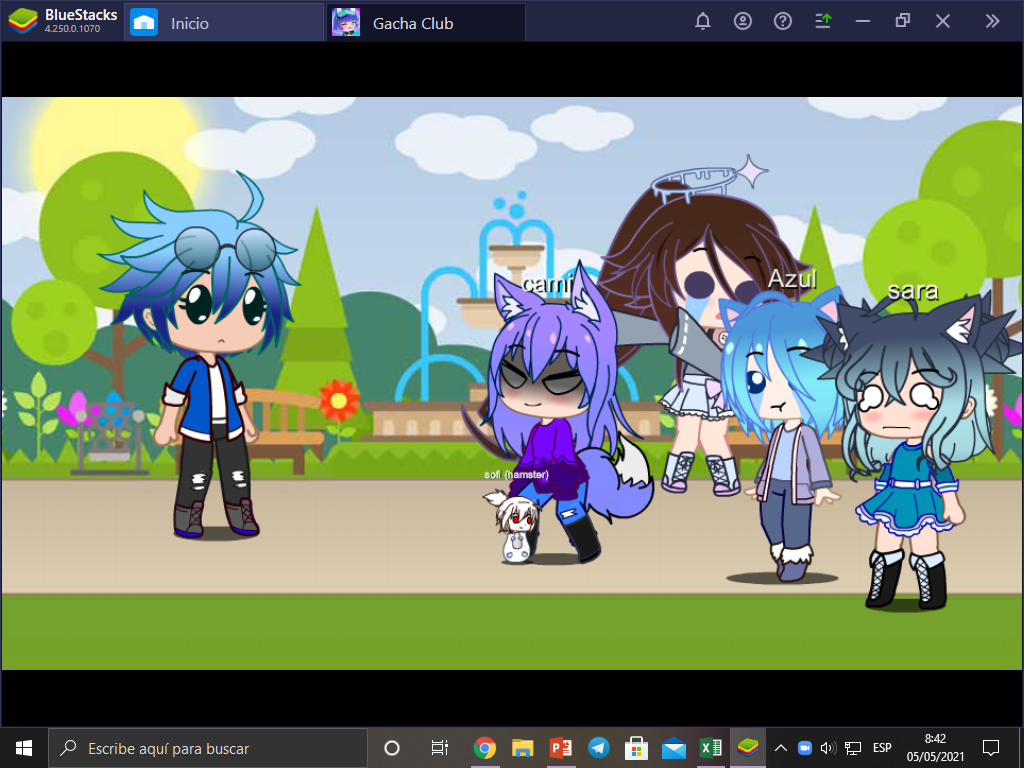 BlueStacks
4.250.0.1070
Inicio
Gacha Club
cami
Azul
sara
sofi (hamster)
Escribe aquí para buscar
ESP
8:42
05/05/2021